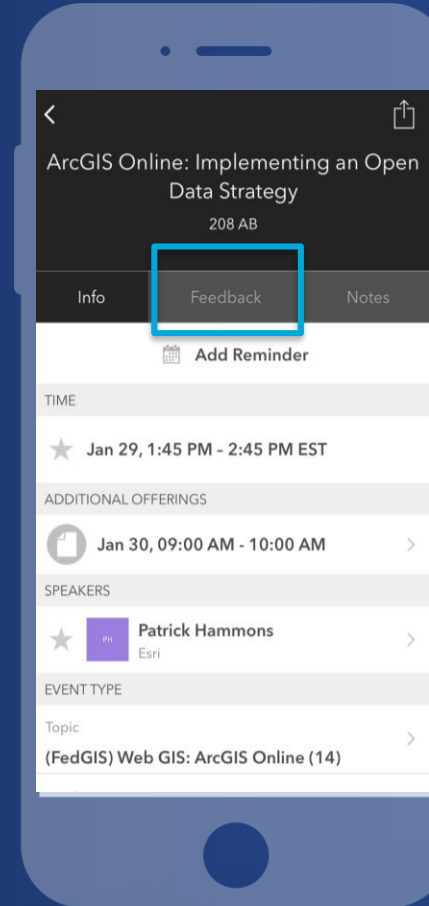 ArcGIS Online: Implementing an Open
Data Strategy
208 AB
Info Feedback Notes
Add Reminder
TIME
Jan 29, 1:45 PM – 2:45 PM EST
ADDITIONAL OFFERINGS
Jan 30, 09:00 AM - 10:00 AM
SPEAKERS
PH
Patrick Hammons
Esri
EVENT TYPE
Topic
(FedGIS) Web GIS: ArcGIS Online (14)